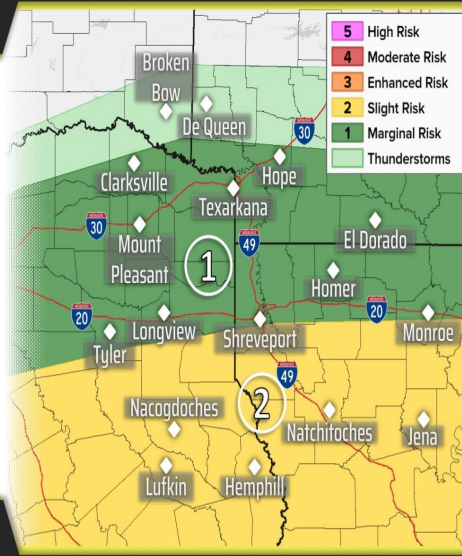 5 High Risk
4 Moderate Risk
3 Enhanced Risk
2 Slight Risk
1 Marginal Risk
Thunderstorms
Broken
Bow
De Queen
30
Clarksville
Hope
Texarkana
30
49
El Dorado
Mount
Pleasant
1
Homer
20
20
Longview
Shreveport
Monroe
Tyler
49
2
Nacogdoches
Natchitoches
Jena
Lufkin
Hemphill